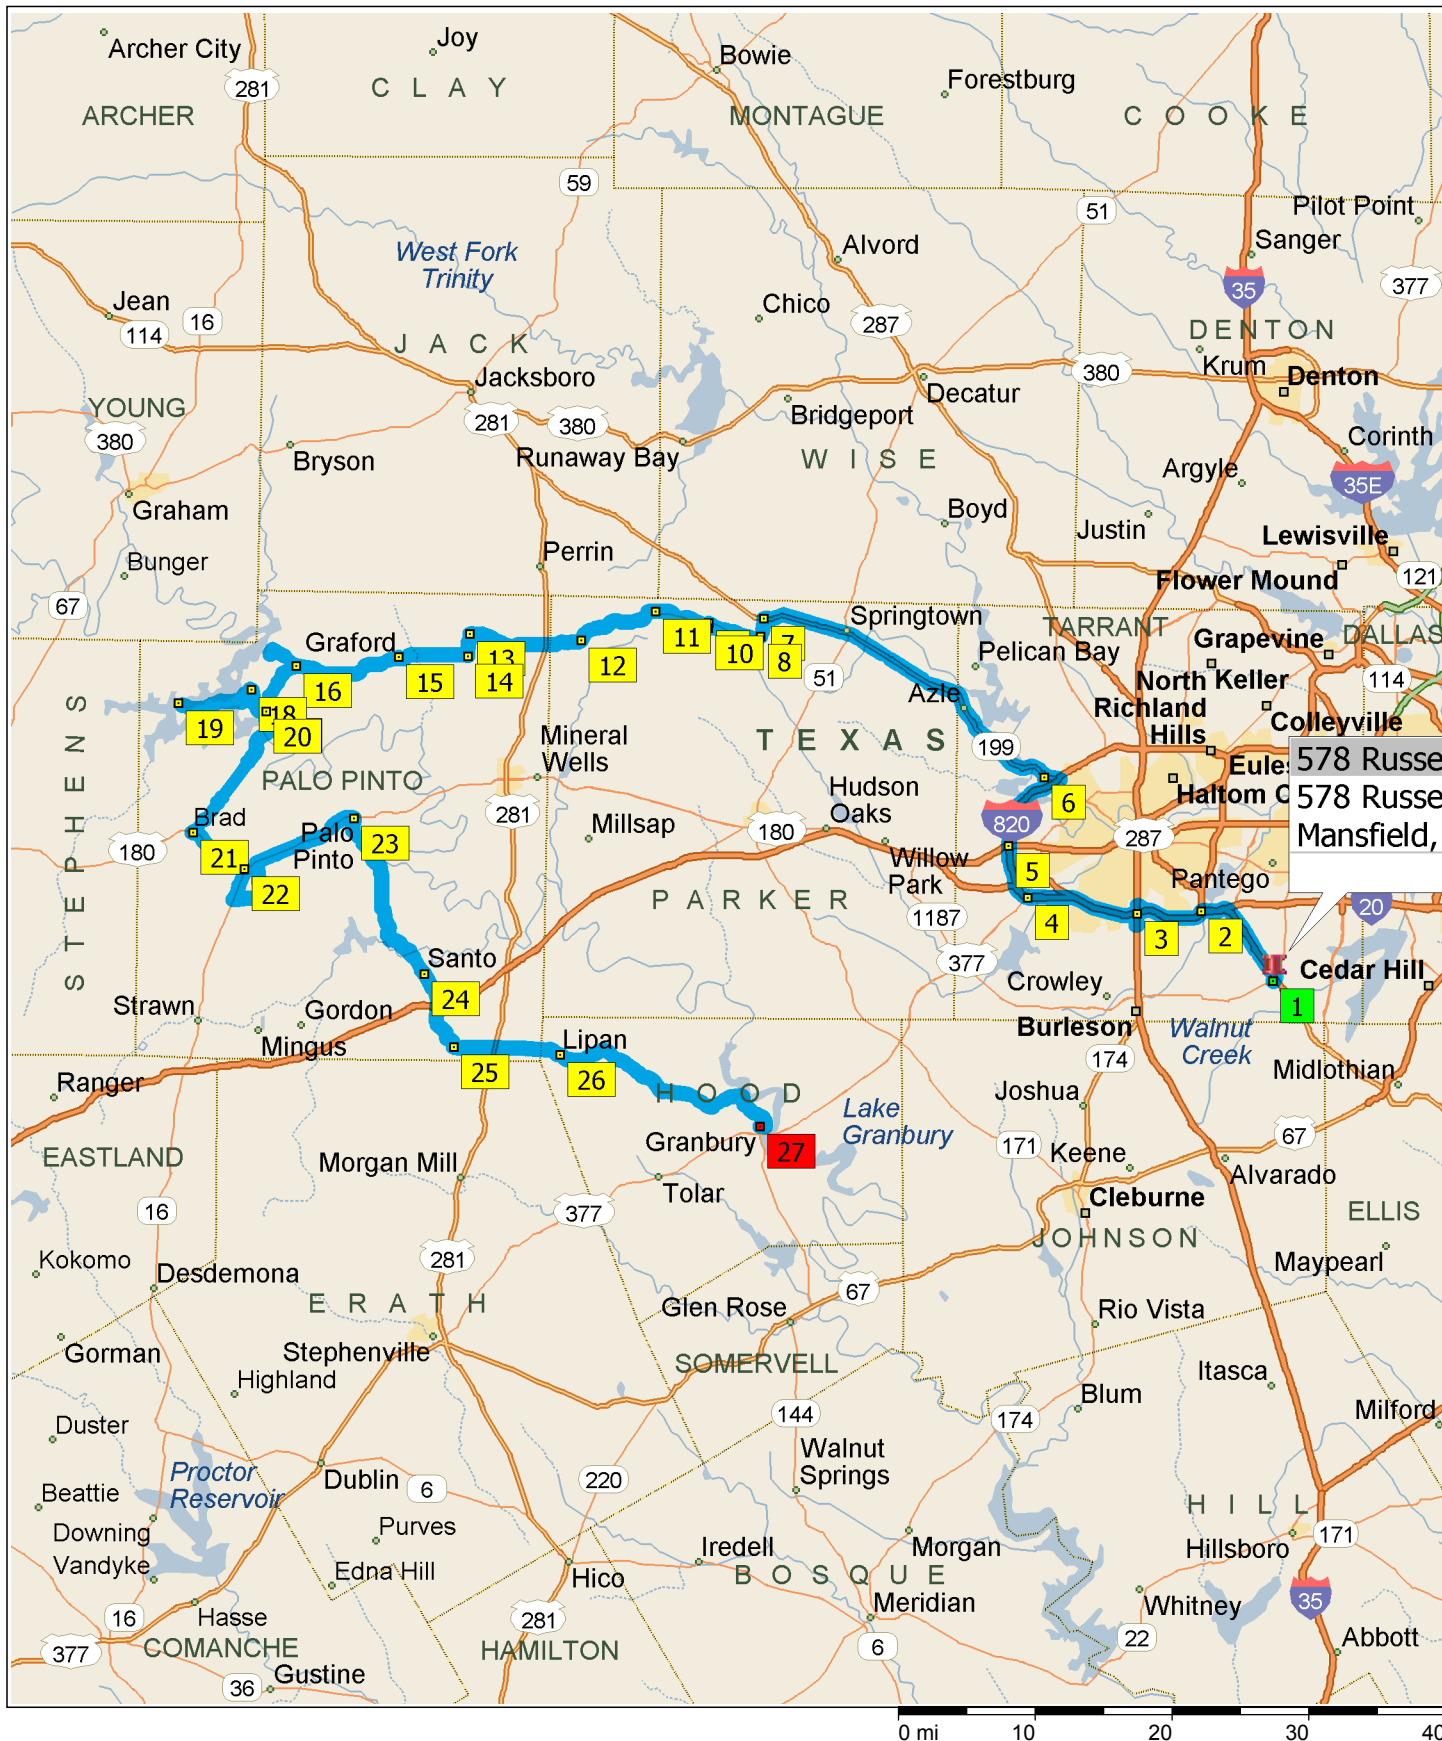 Archer City
Joy
Bowie
Forestburg
281
C L A Y
ARCHER
MONTAGUE
C O O K E
59
51
Pilot Point
Sanger
West Fork
Trinity
Alvord
377
35
Jean
16
114
Chico
287
DENTON
J A C K
Krum
Denton
Jacksboro
380
Decatur
YOUNG
380
281
380
Bridgeport
Corinth
Bryson
Runaway Bay
W I S E
Argyle
35E
Graham
Boyd
Justin
Lewisville
Bunger
Perrin
Flower Mound
121
67
Springtown
TARRANT
Graford
Grapevine
DALLAS
11
7
10
8
12
13
14
15
16
Pelican Bay
51
North
Keller
114
Richland
Hills
Colleyville
Azle
18
19
20
S T E P H E N S
Mineral
Wells
T E X A S
199
578 Russe
Eules
PALO PINTO
Hudson
Oaks
6
Haltom C
578 Russe
Brad
281
Millsap
180
820
287
Mansfield,
Palo
Pinto
23
180
21
22
Willow
Park
5
Pantego
P A R K E R
1187
4
3
2
20
377
Santo
Crowley
Cedar Hill
24
Strawn
Gordon
1
Mingus
Burleson
Walnut
Creek
Lipan
25
26
174
Midlothian
Ranger
H O O D
Joshua
Lake
Granbury
Granbury
27
171
67
EASTLAND
Morgan Mill
Keene
Alvarado
Tolar
Cleburne
16
377
ELLIS
JOHNSON
Kokomo
281
Maypearl
Desdemona
67
E R A T H
Glen Rose
Rio Vista
Gorman
Stephenville
SOMERVELL
Highland
Itasca
Blum
Duster
144
174
Milford
Walnut
Springs
Proctor
Reservoir
Dublin
6
220
Beattie
H I L L
Downing
Purves
171
Vandyke
Iredell
Morgan
Hillsboro
Edna Hill
Hico
B O S Q U E
Meridian
35
Whitney
16
Hasse
281
377
COMANCHE
HAMILTON
6
22
Abbott
36
Gustine
0 mi
10
20
30
40